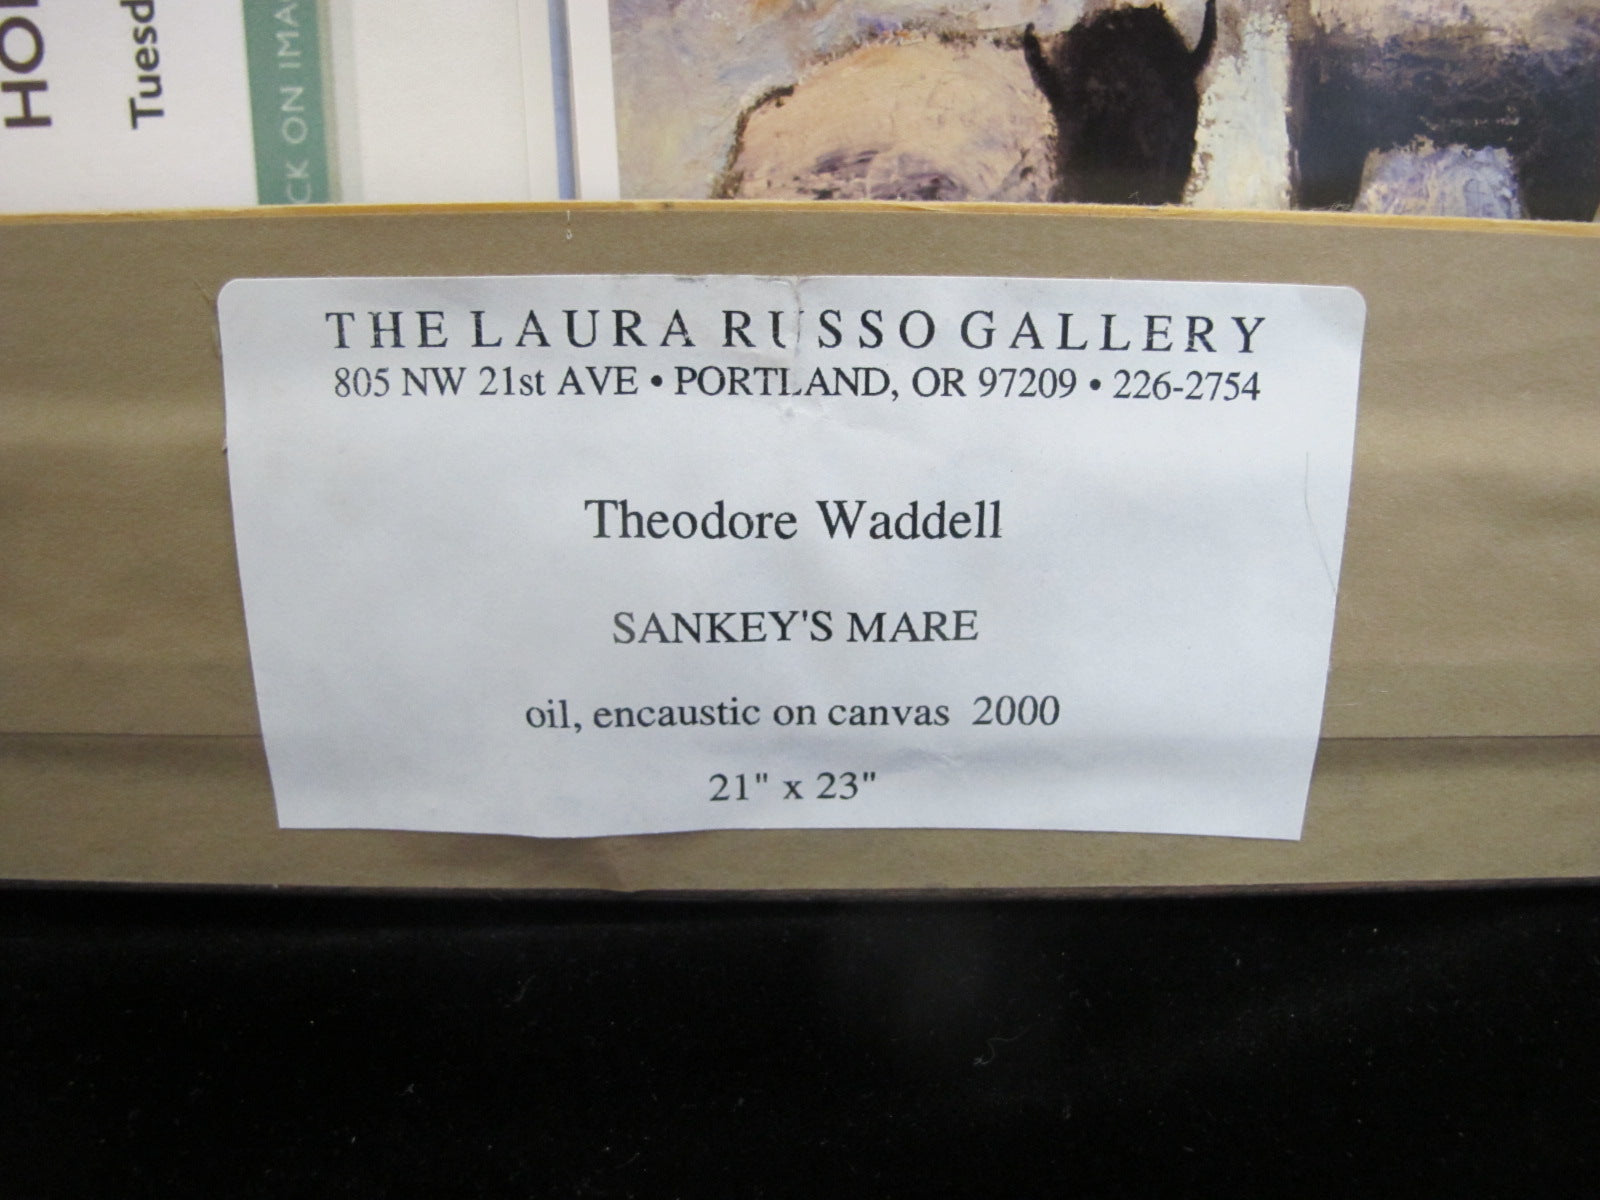 THE LAURA RUSSO GALLERY
805 NW 21st AVE • PORTLAND, OR 97209 • 226-2754
Theodore Waddell
SANKEY'S MARE
oil, encaustic on canvas 2000
21" x 23"
ON